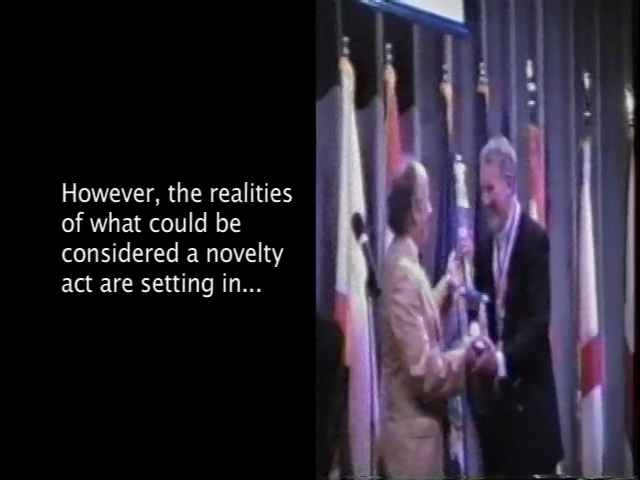 However, the realities
of what could be
considered a novelty
act are setting in...